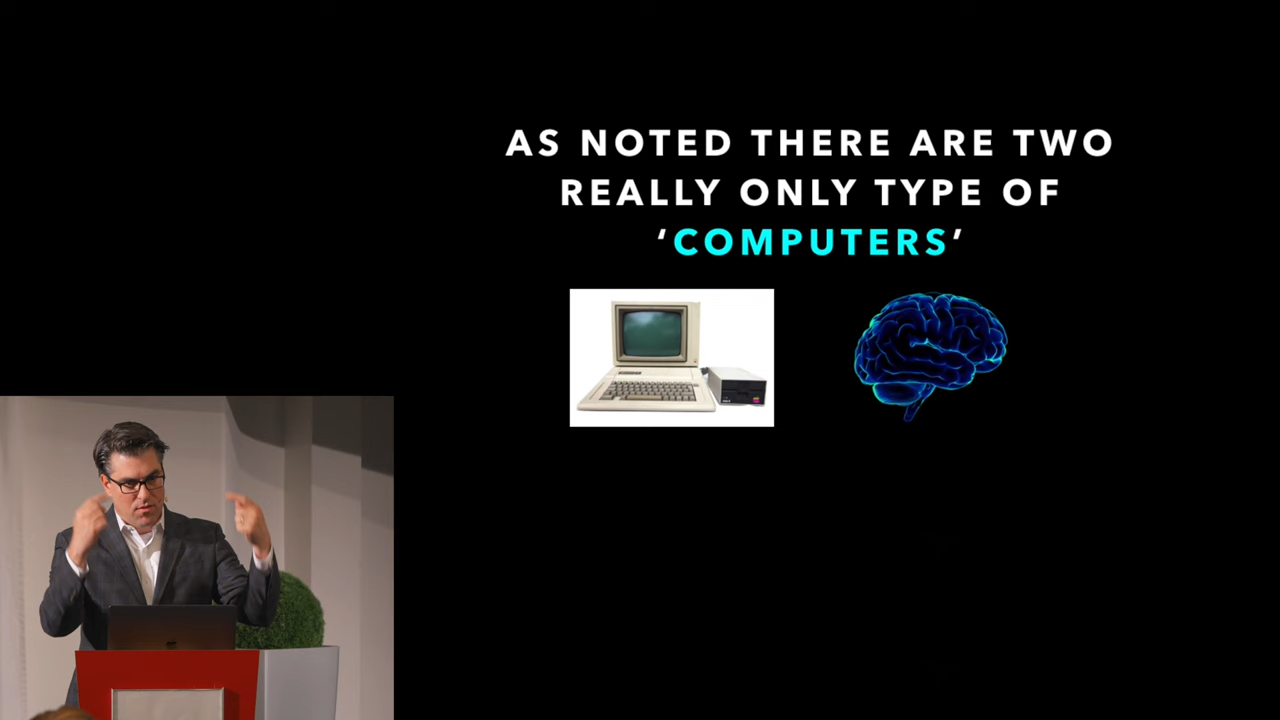 AS NOTED THERE ARE TWO
REALLY ONLY TYPE OF
‘COMPUTERS’